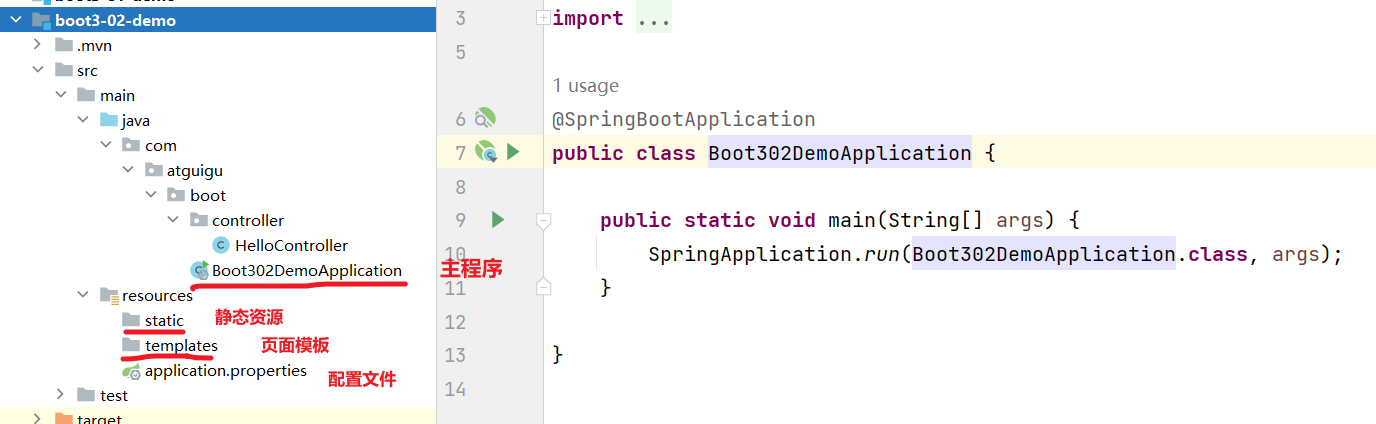 boot3-02-demo
.mvn
src
main
java
com
atguigu
boot
controller
HelloController
Boot302DemoApplication 主程序
resources
static 静态资源
templates 页面模板
application.properties 配置文件
test
target
3 import ...
5
1 usage
6 @SpringBootApplication
7 public class Boot302DemoApplication {
8
9 public static void main(String[] args) {
10 SpringApplication.run(Boot302DemoApplication.class, args);
11 }
12
13 }
14